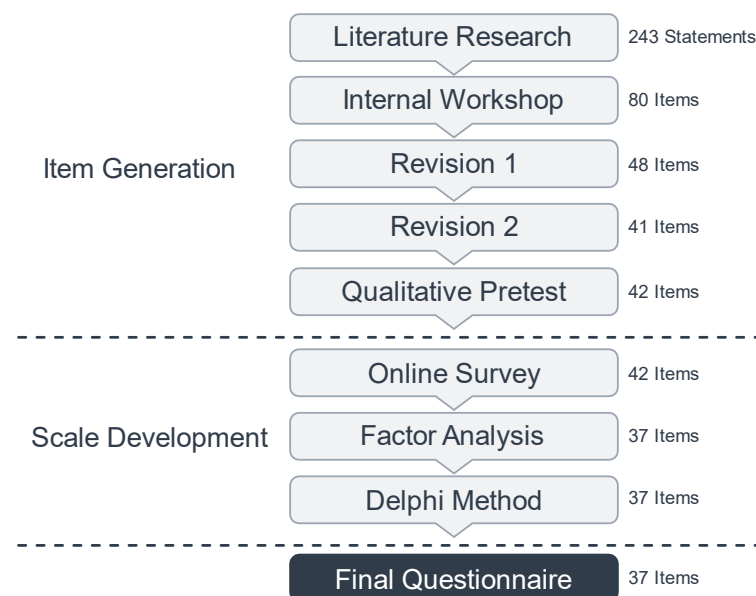 Literature Research 243 Statements
Internal Workshop 80 Items
Item Generation Revision 1 48 Items
Revision 2 41 Items
Qualitative Pretest 42 Items
Online Survey 42 Items
Scale Development Factor Analysis 37 Items
Delphi Method 37 Items
Final Questionnaire 37 Items